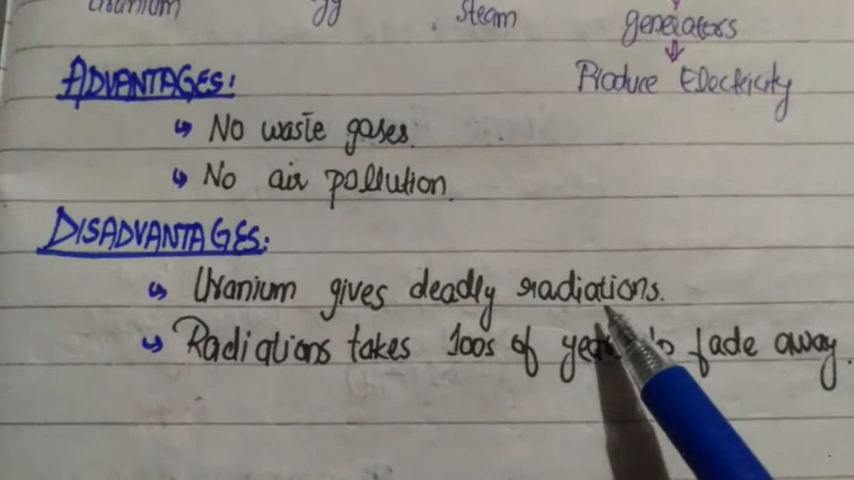 Uranium steam generators
Produce Electricity
ADVANTAGES:
No waste gases.
No air pollution.
DISADVANTAGES:
Uranium gives deadly radiations.
Radiations takes 100s of years to fade away.